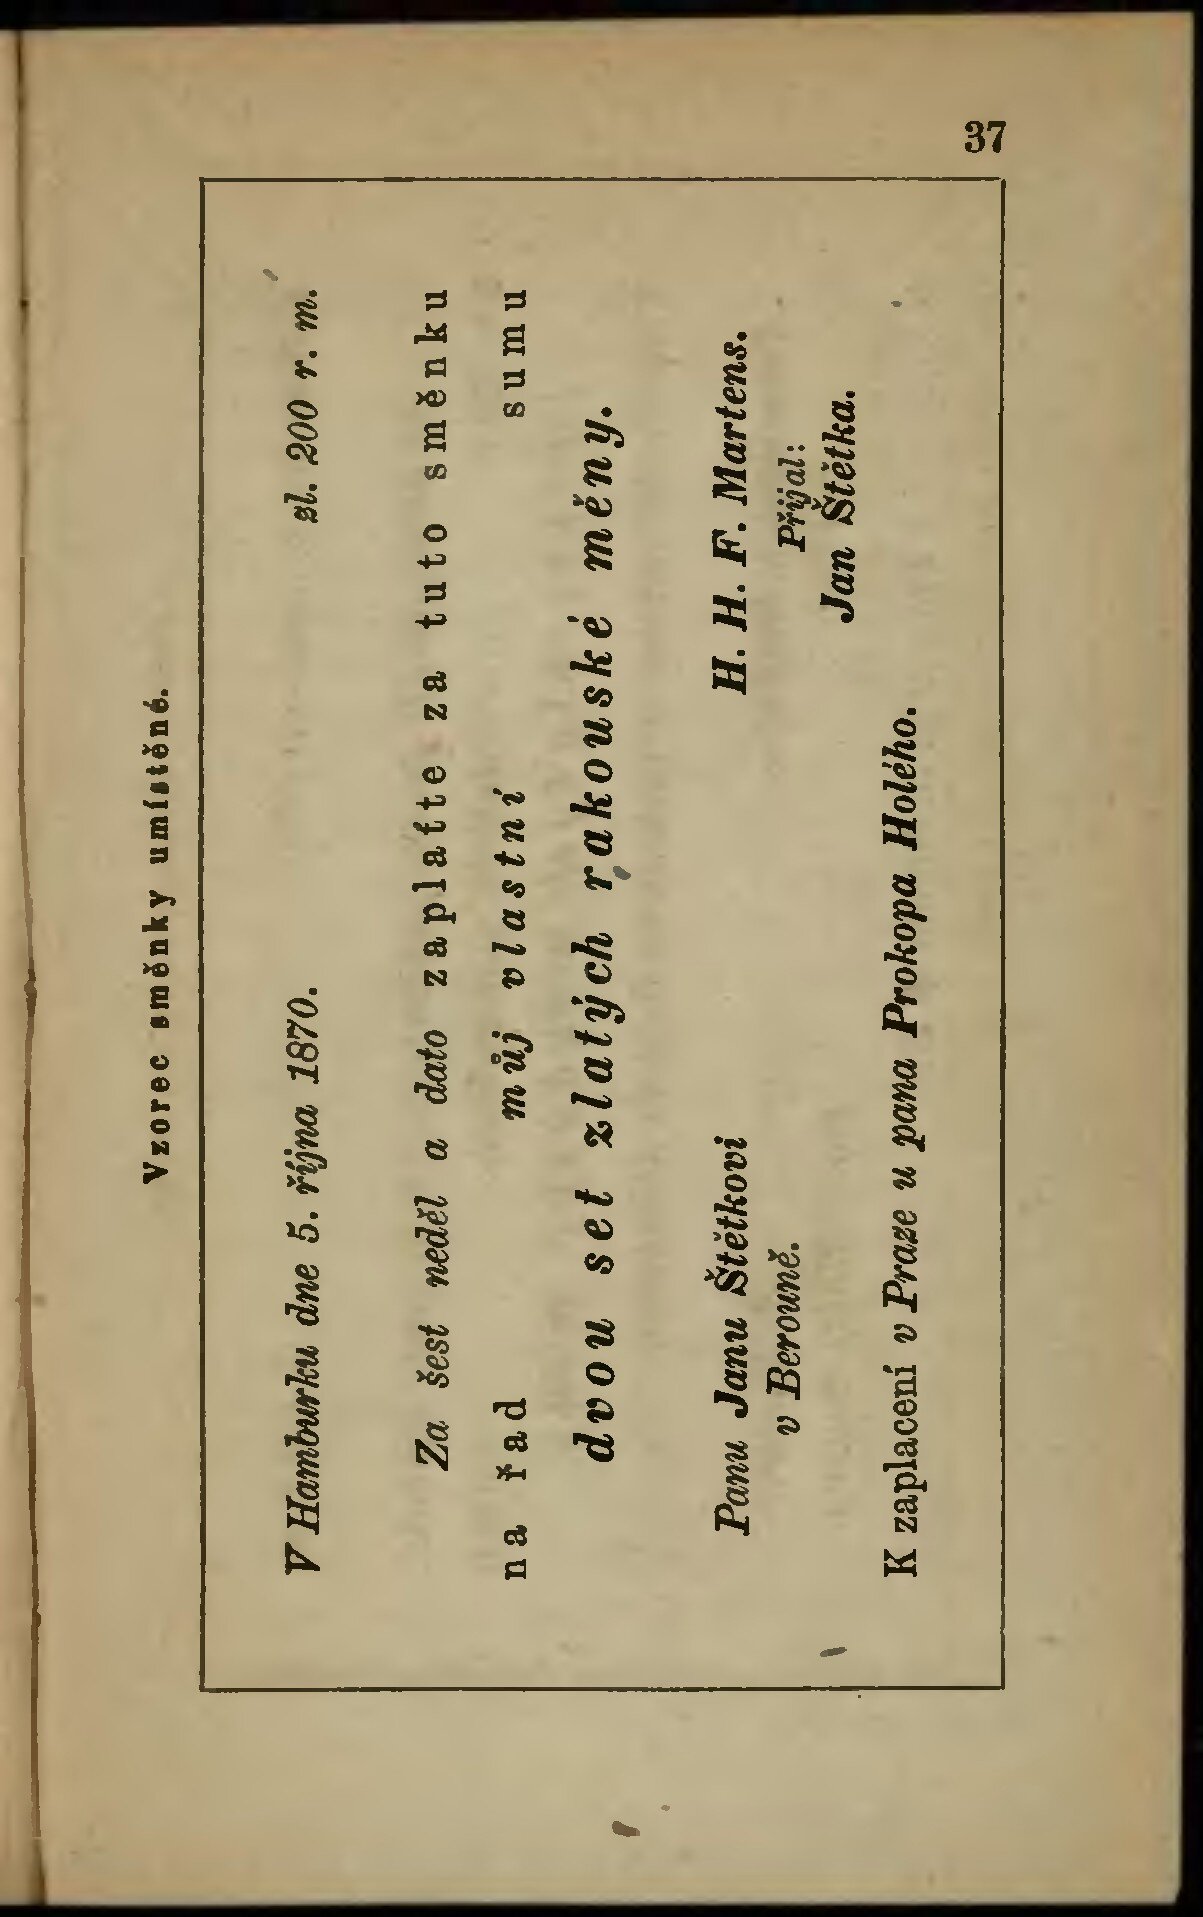 37
Vzorec směnky umístěné.
V Hamburku dne 5. října 1870. zl. 200 r. m.
Za šest neděl a dato zaplaťte za tuto směnku
na řad můj vlastní sumu
dvou set zlatých rakouské měny.
Panu Janu Štětkovi H. H. F. Martens.
v Berouně. Přijal:
Jan Štětka.
K zaplacení v Praze u pana Prokopa Holého.